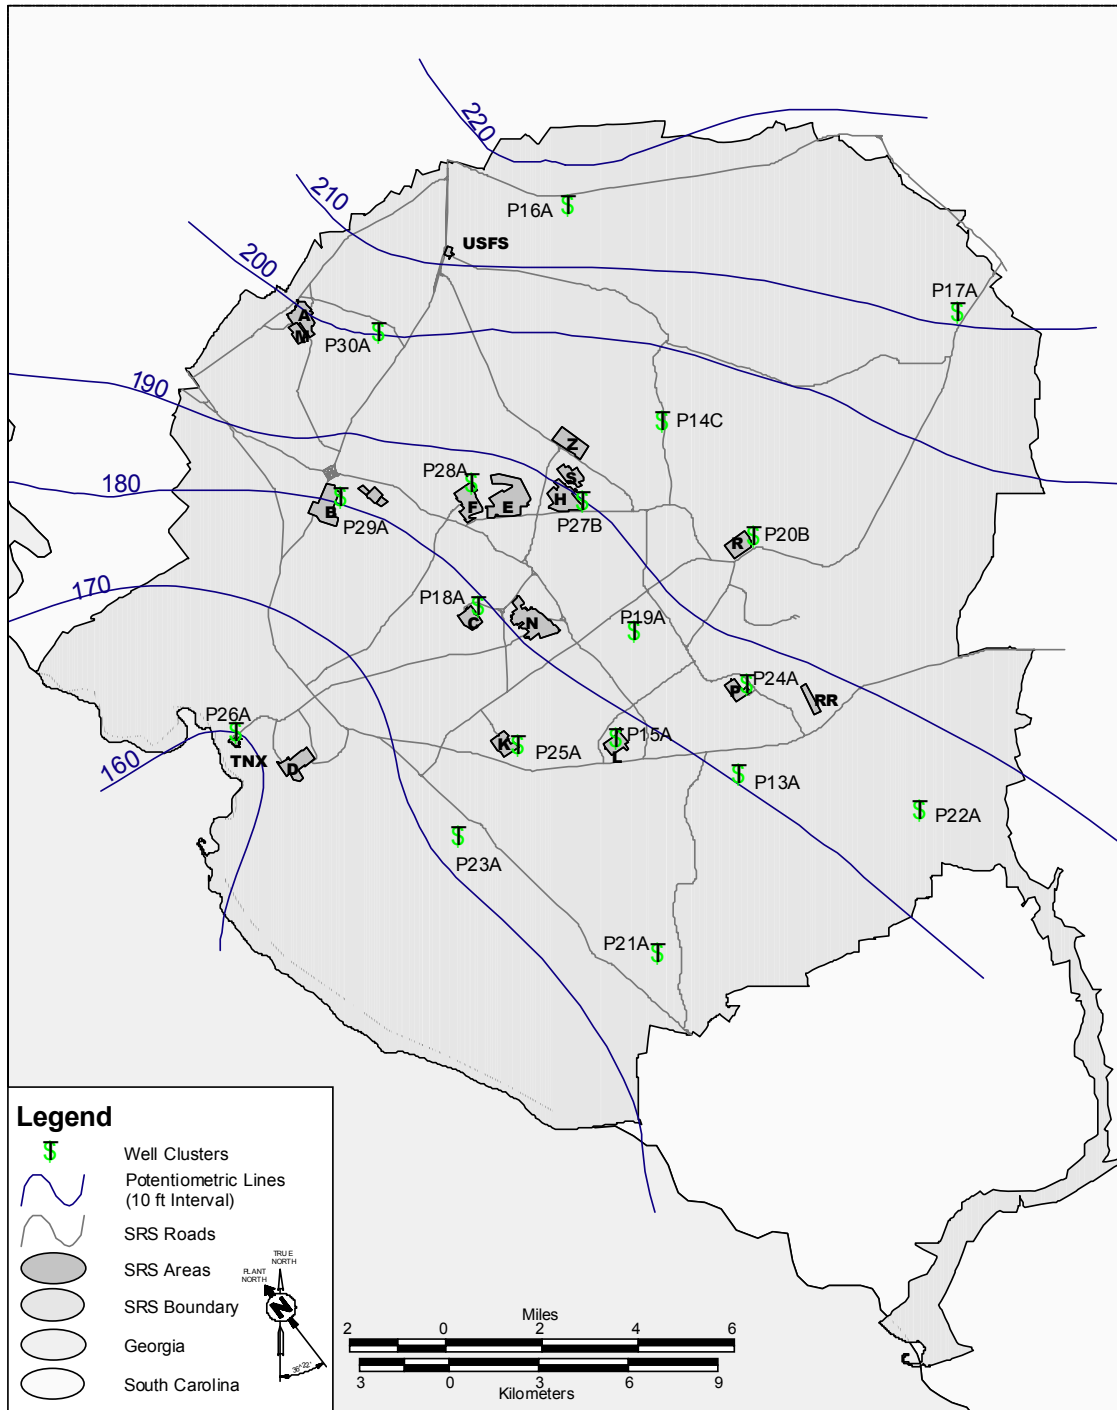 220
210
P16A
USFS
200
P17A
A
M
P30A
190
P14C
Z
P28A
S
180
B
F
E
H
P27B
P29A
R
P20B
170
P18A
C
N
P19A
P24A
P
RR
P26A
TNX
D
K
P25A
P15A
L
160
P13A
P22A
P23A
P21A
Legend
Well Clusters
Potentiometric Lines
(10 ft Interval)
SRS Roads
SRS Areas
SRS Boundary
Georgia
South Carolina
TRUE
NORTH
PLANT
NORTH
N
36°22'
Miles
2 0 2 4 6
3 0 3 6 9
Kilometers